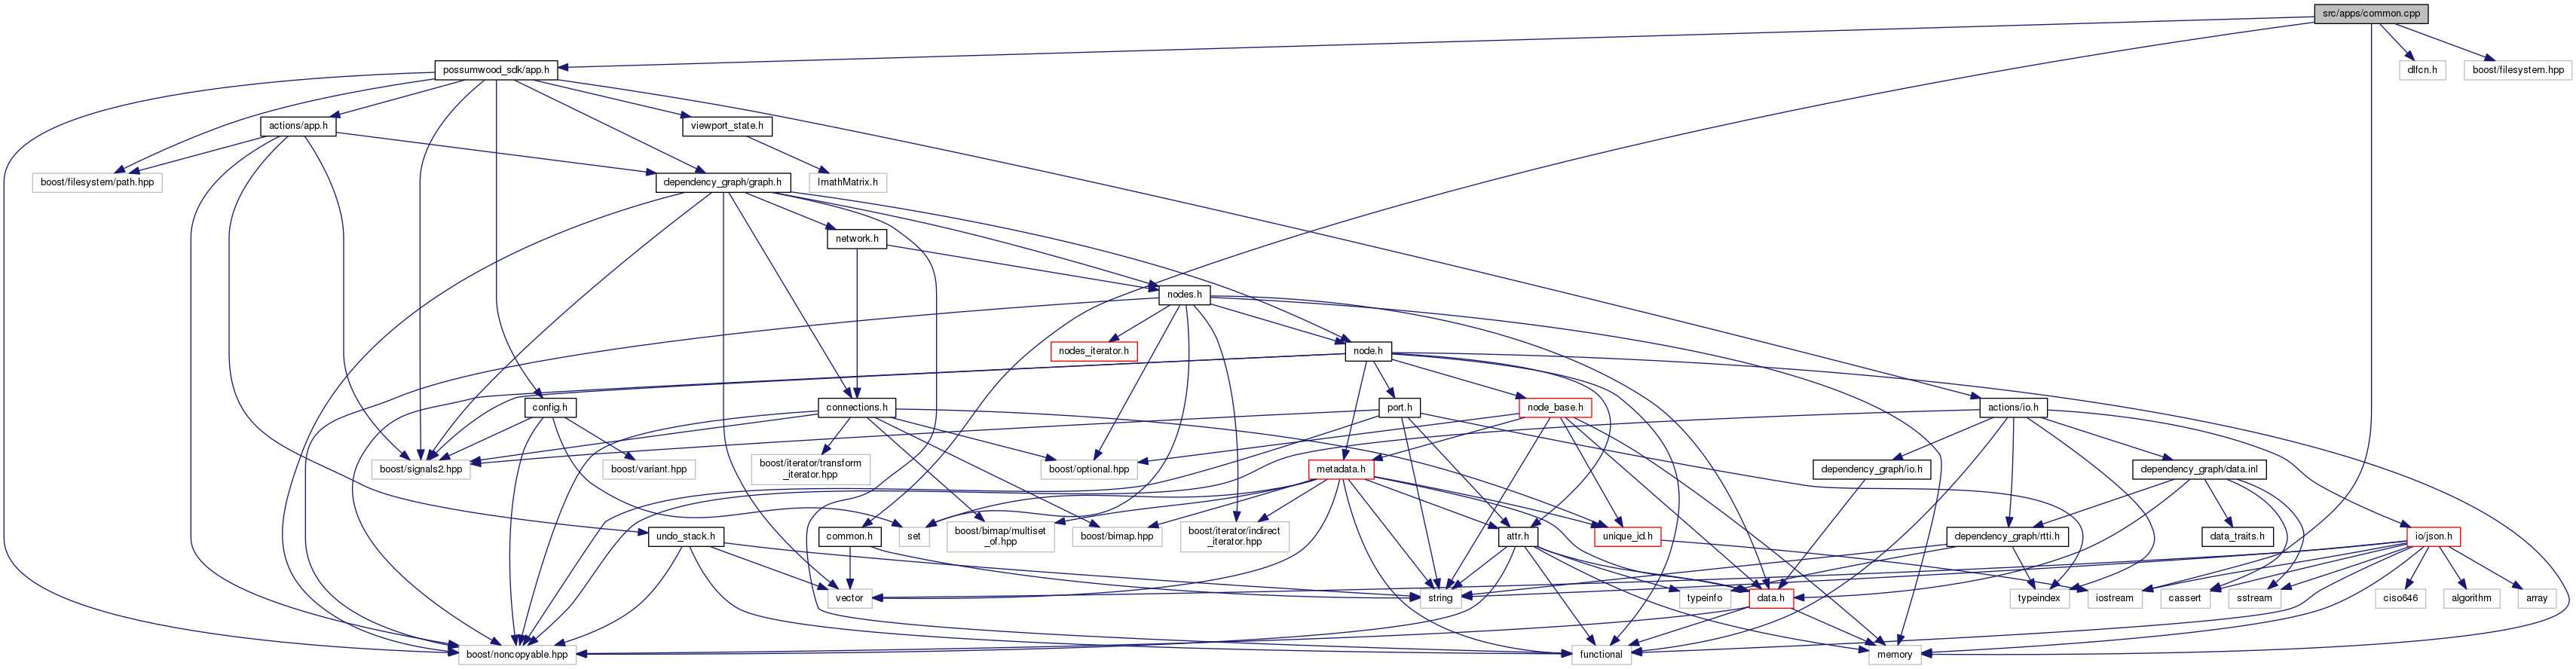 src/apps/common.cpp
possumwood_sdk/app.h
dlfcn.h
boost/filesystem.hpp
actions/app.h
viewport_state.h
boost/filesystem/path.hpp
dependency_graph/graph.h
ImathMatrix.h
network.h
nodes.h
nodes_iterator.h
node.h
config.h
connections.h
port.h
node_base.h
actions/io.h
boost/signals2.hpp
boost/variant.hpp
boost/iterator/transform
_iterator.hpp
boost/optional.hpp
metadata.h
dependency_graph/io.h
dependency_graph/data.inl
undo_stack.h
common.h
set
boost/bimap/multiset
_of.hpp
boost/bimap.hpp
boost/iterator/indirect
_iterator.hpp
attr.h
unique_id.h
dependency_graph/rtti.h
data_traits.h
io/json.h
vector
string
typeinfo
data.h
typeindex
iostream
cassert
sstream
ciso646
algorithm
array
boost/noncopyable.hpp
functional
memory